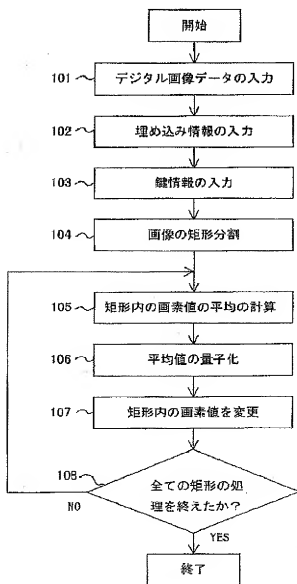 開始
101
デジタル画像データの入力
102
埋め込み情報の入力
103
鍵情報の入力
104
画像の矩形分割
105
矩形内の画素値の平均の計算
106
平均値の量子化
107
矩形内の画素値を変更
108
全ての矩形の処
理を終えたか?
NO
YES
終了